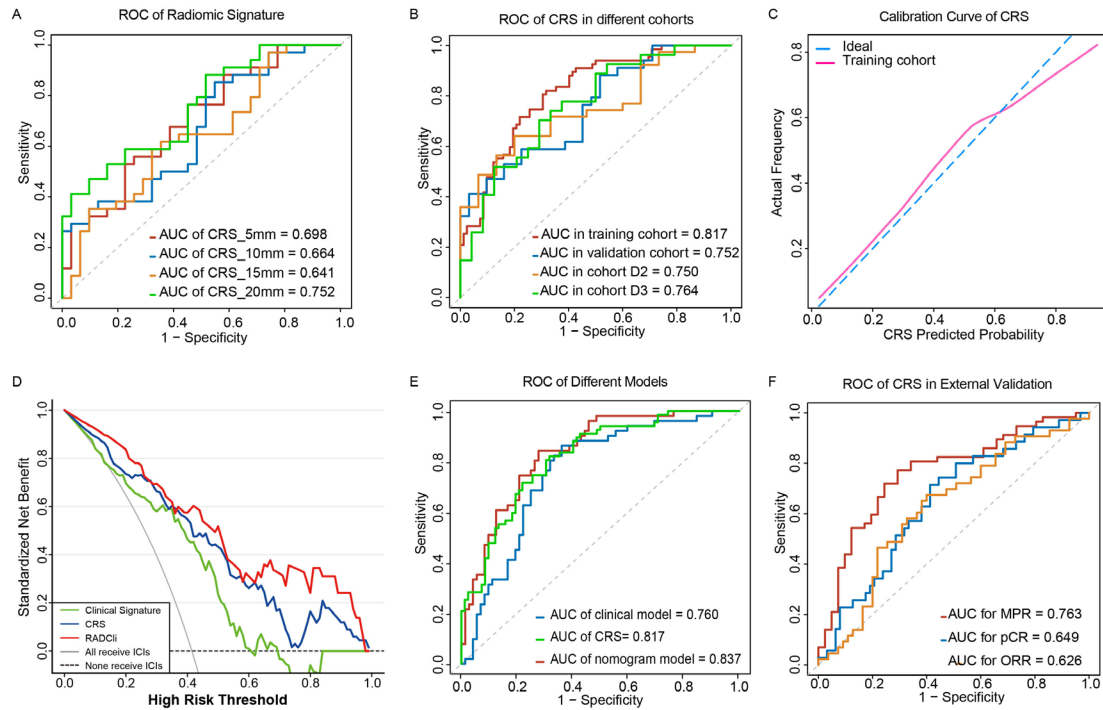 A
ROC of Radiomic Signature
Sensitivity
0.0
0.2
0.4
0.6
0.8
1.0
AUC of CRS_5mm = 0.698
AUC of CRS_10mm = 0.664
AUC of CRS_15mm = 0.641
AUC of CRS_20mm = 0.752
0.0 0.2 0.4 0.6 0.8 1.0
1 − Specificity
B
ROC of CRS in different cohorts
Sensitivity
0.0
0.2
0.4
0.6
0.8
1.0
AUC in training cohort = 0.817
AUC in validation cohort = 0.752
AUC in cohort D2 = 0.750
AUC in cohort D3 = 0.764
0.0 0.2 0.4 0.6 0.8 1.0
1 − Specificity
C
Calibration Curve of CRS
Ideal
Training cohort
Actual Frequency
0.2
0.4
0.6
0.8
0.0 0.2 0.4 0.6 0.8
CRS Predicted Probability
D
Standardized Net Benefit
1.0
0.8
0.6
0.4
0.2
0.0
Clinical Signature
CRS
RADCli
All receive ICIs
None receive ICIs
0.0 0.2 0.4 0.6 0.8 1.0
High Risk Threshold
E
ROC of Different Models
Sensitivity
0.0
0.2
0.4
0.6
0.8
1.0
AUC of clinical model = 0.760
AUC of CRS= 0.817
AUC of nomogram model = 0.837
0.0 0.2 0.4 0.6 0.8 1.0
1 − Specificity
F
ROC of CRS in External Validation
Sensitivity
0.0
0.2
0.4
0.6
0.8
1.0
AUC for MPR = 0.763
AUC for pCR = 0.649
AUC for ORR = 0.626
0.0 0.2 0.4 0.6 0.8 1.0
1 − Specificity